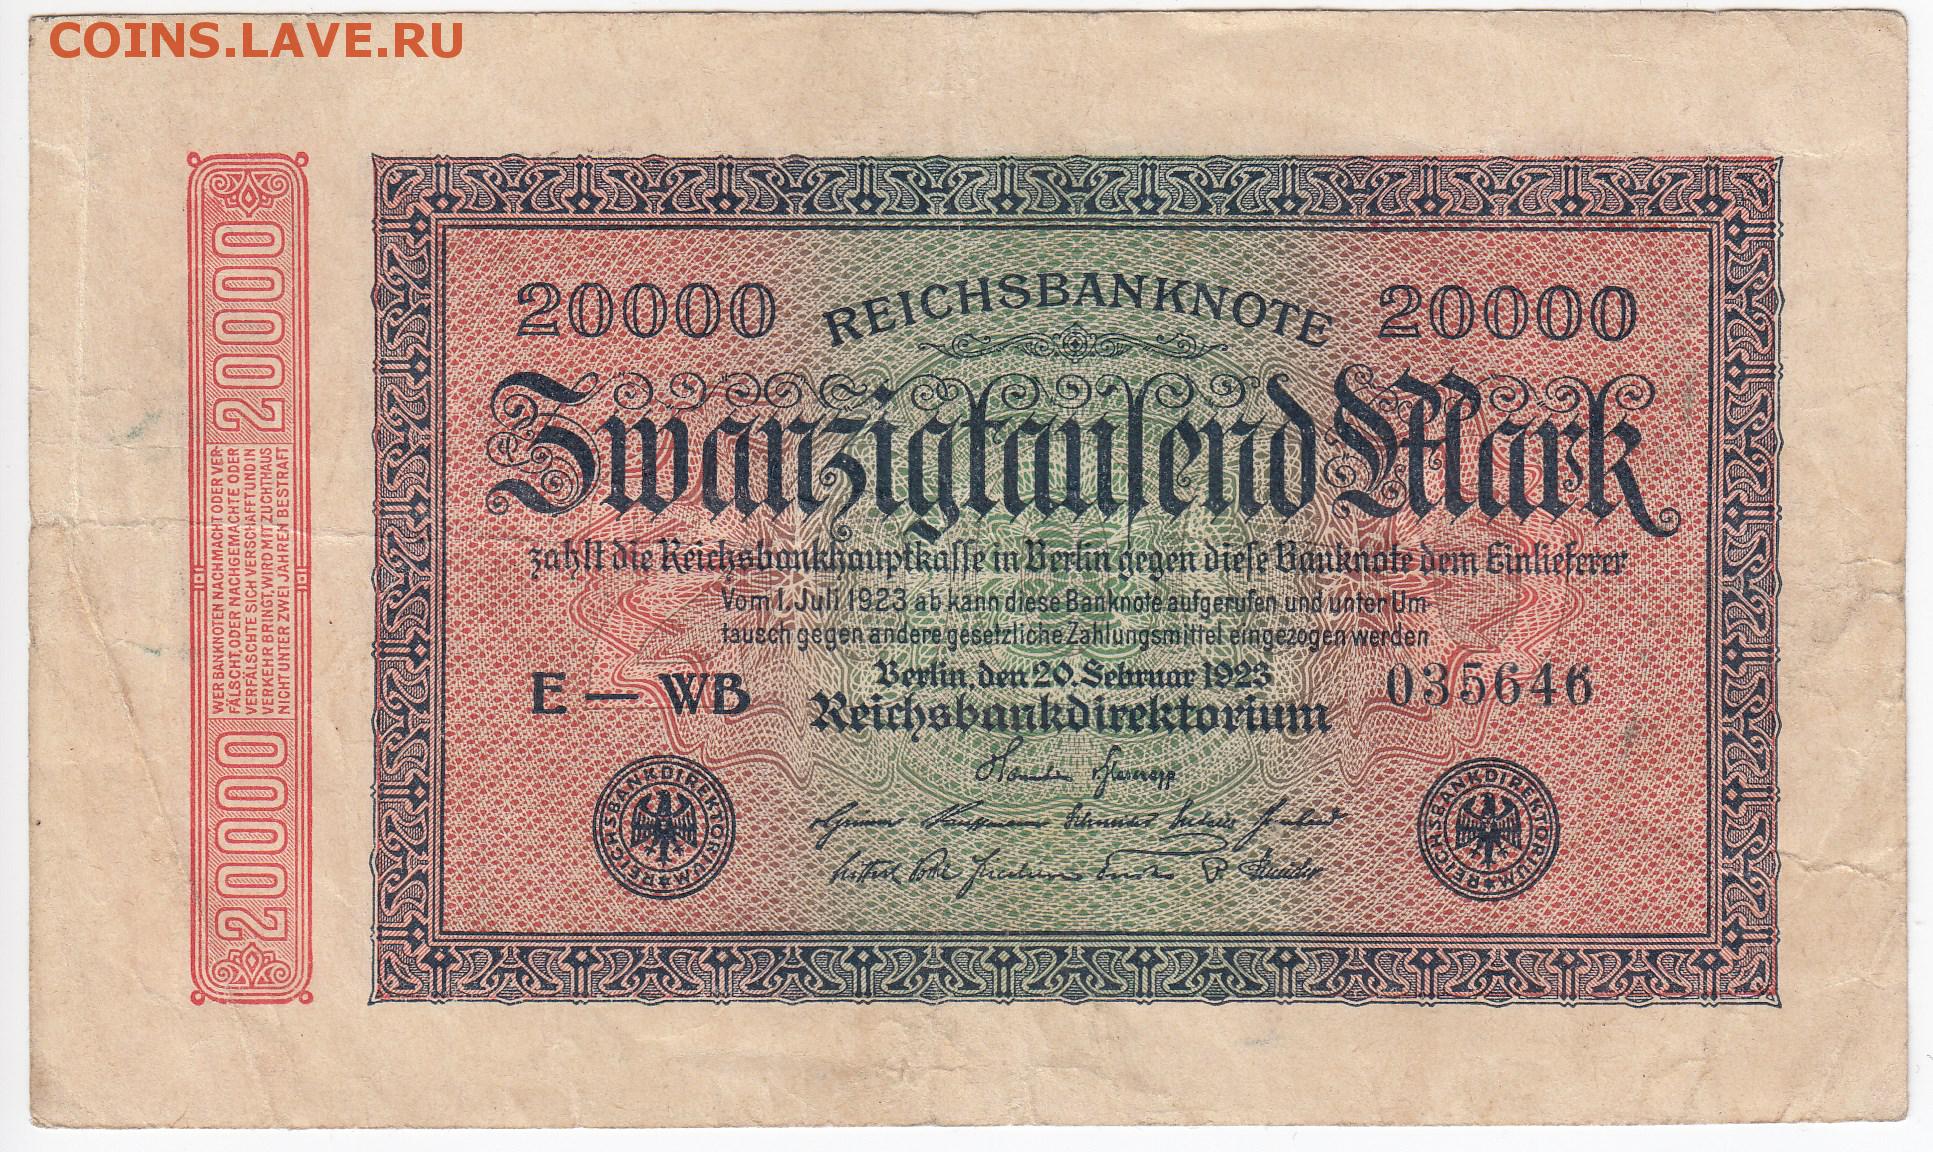 COINS.LAVE.RU
20000
WER BANKNOTEN NACHMACHT ODER VER-
FÄLSCHT, ODER NACHGEMACHTE ODER
VERFÄLSCHTE SICH VERSCHAFFT UND IN
VERKEHR BRINGT, WIRD MIT ZUCHTHAUS
NICHT UNTER ZWEI JAHREN BESTRAFT
20000
20000 REICHSBANKNOTE 20000
Zwanzigtausend Mark
zahlt die Reichsbankhauptkasse in Berlin gegen diese Banknote dem Einlieferer
Vom 1. Juli 1923 ab kann diese Banknote aufgerufen und unter Um-
tausch gegen andere gesetzliche Zahlungsmittel eingezogen werden
Berlin, den 20. Februar 1923
E — WB 035646
Reichsbankdirektorium
REICHSBANKDIREKTORIUM
REICHSBANKDIREKTORIUM